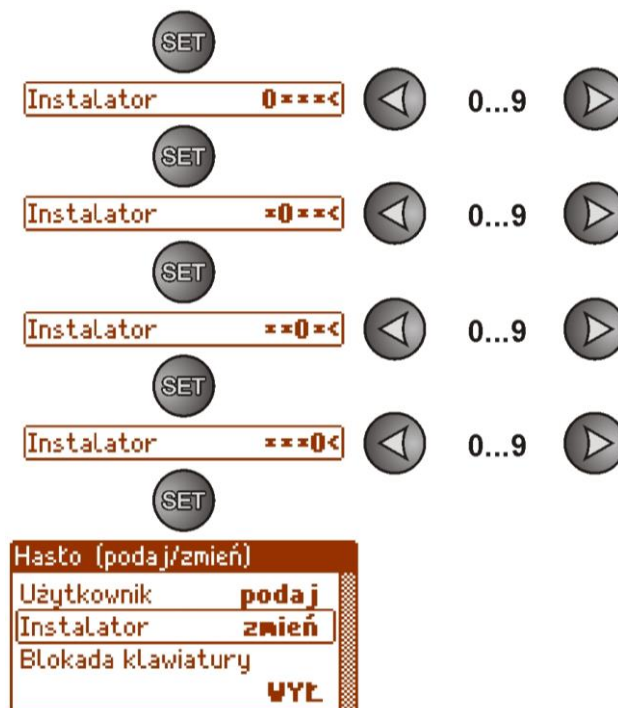 SET
Instalator 0***< 0...9
SET
Instalator *0**< 0...9
SET
Instalator **0*< 0...9
SET
Instalator ***0< 0...9
SET
Hasło (podaj/zmień)
Użytkownik podaj
Instalator zmień
Blokada klawiatury
WYŁ